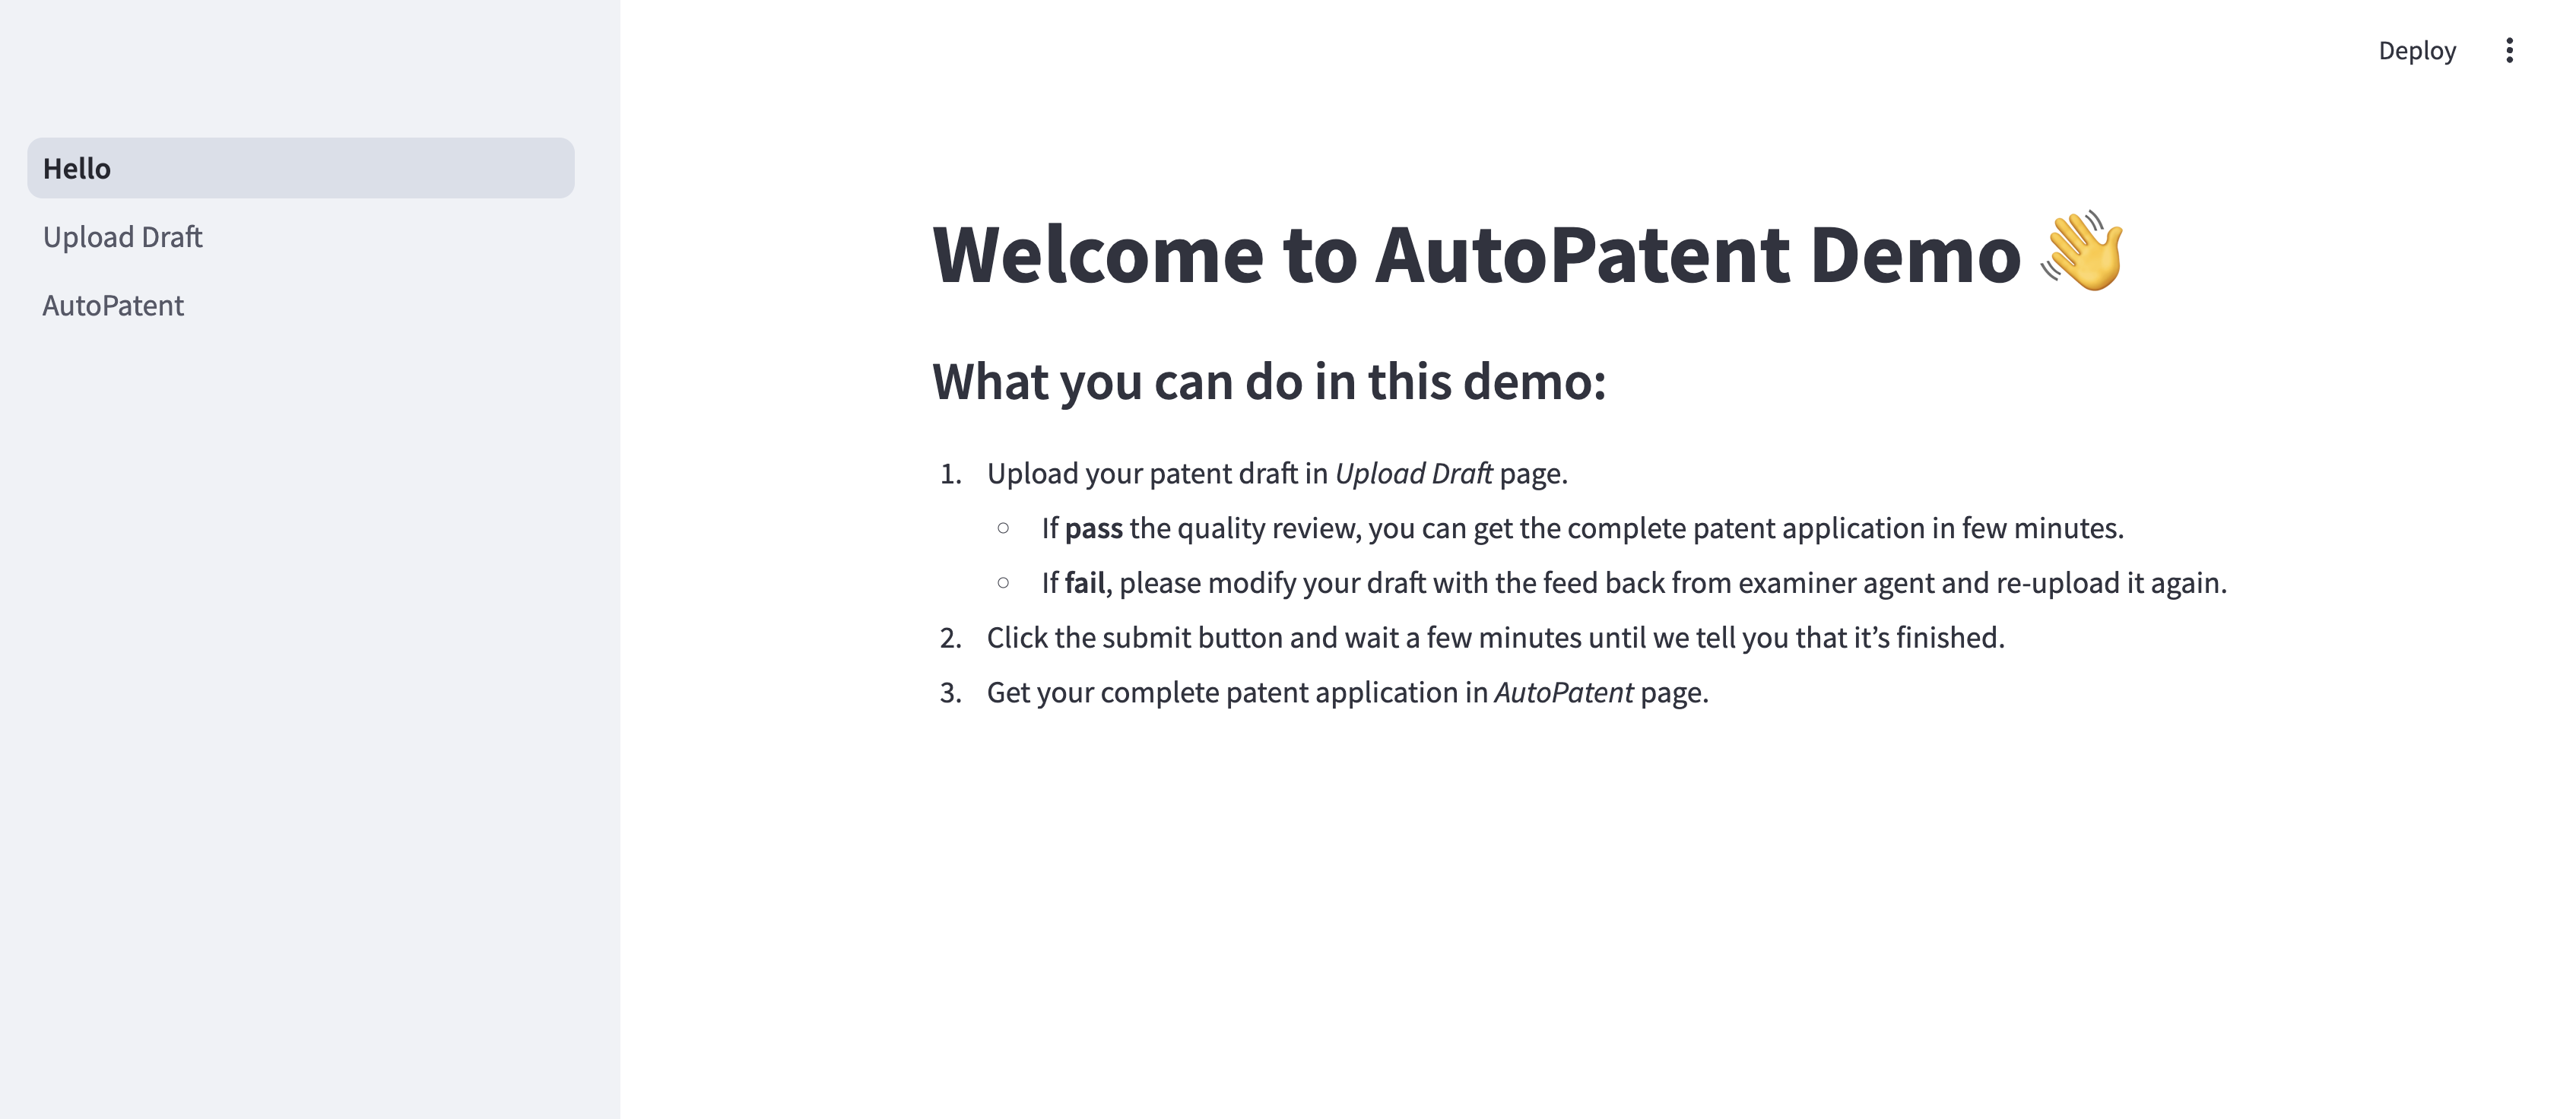 Deploy
Hello
Upload Draft
AutoPatent
Welcome to AutoPatent Demo 👋
What you can do in this demo:
1. Upload your patent draft in Upload Draft page.
○ If pass the quality review, you can get the complete patent application in few minutes.
○ If fail, please modify your draft with the feed back from examiner agent and re-upload it again.
2. Click the submit button and wait a few minutes until we tell you that it’s finished.
3. Get your complete patent application in AutoPatent page.